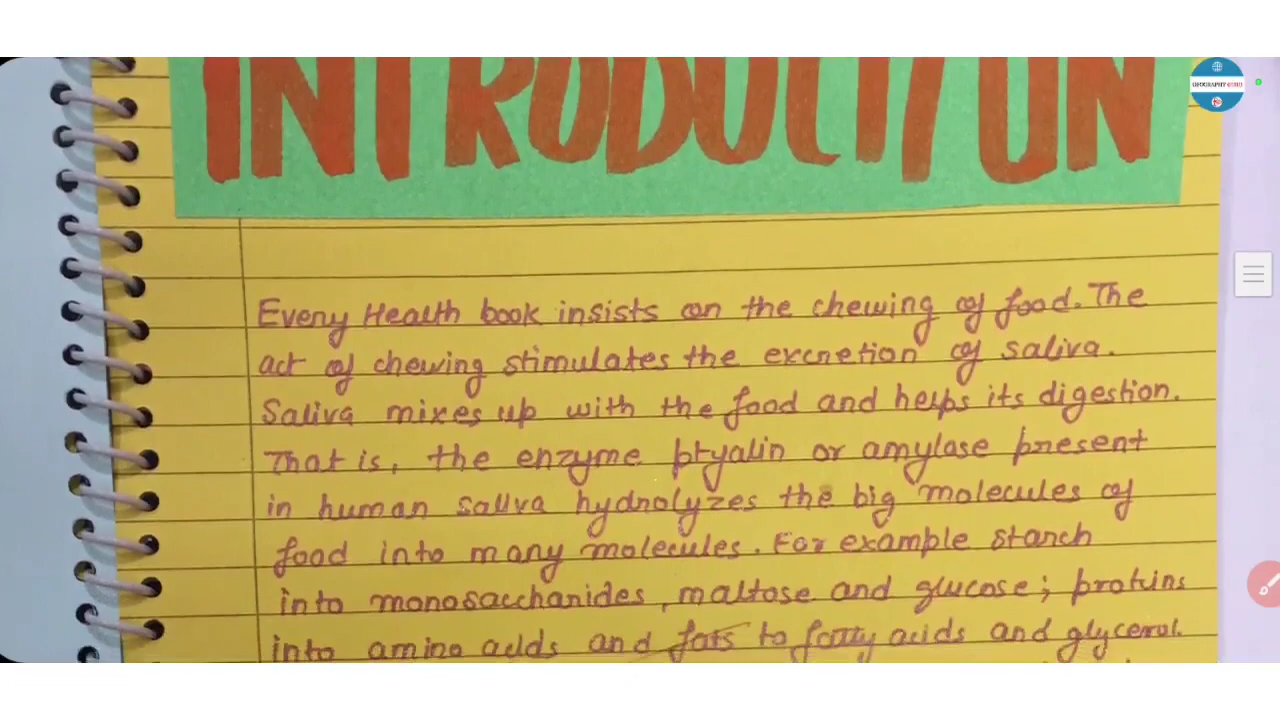 INTRODUCTION
GEOGRAPHY GURU
Every Health book insists on the chewing of food. The
act of chewing stimulates the excretion of saliva.
Saliva mixes up with the food and helps its digestion.
That is, the enzyme ptyalin or amylase present
in human saliva hydrolyzes the big molecules of
food into many molecules. For example starch
into monosaccharides, maltose and glucose; proteins
into amino acids and fats to fatty acids and glycerol.